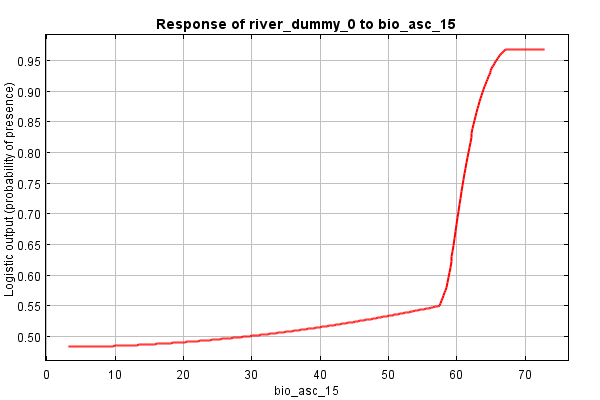 Response of river_dummy_0 to bio_asc_15
Logistic output (probability of presence)
0.95
0.90
0.85
0.80
0.75
0.70
0.65
0.60
0.55
0.50
0 10 20 30 40 50 60 70
bio_asc_15